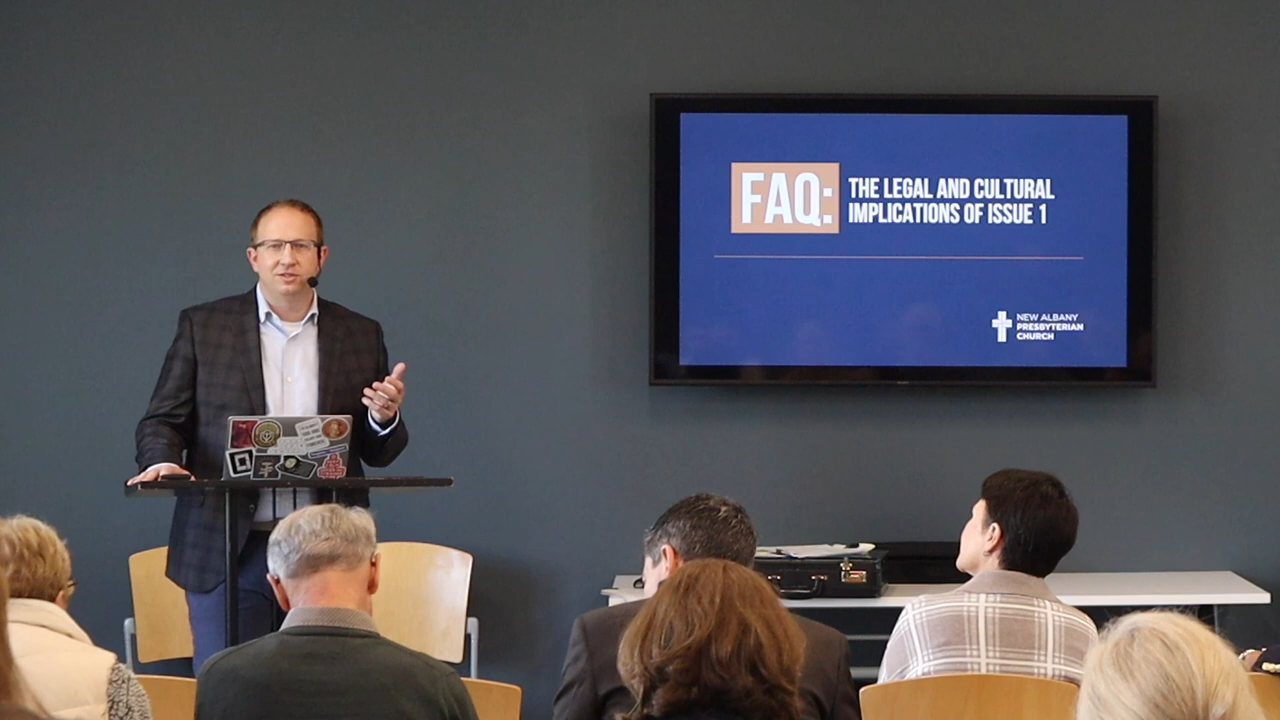 FAQ:
THE LEGAL AND CULTURAL
IMPLICATIONS OF ISSUE 1
NEW ALBANY
PRESBYTERIAN
CHURCH